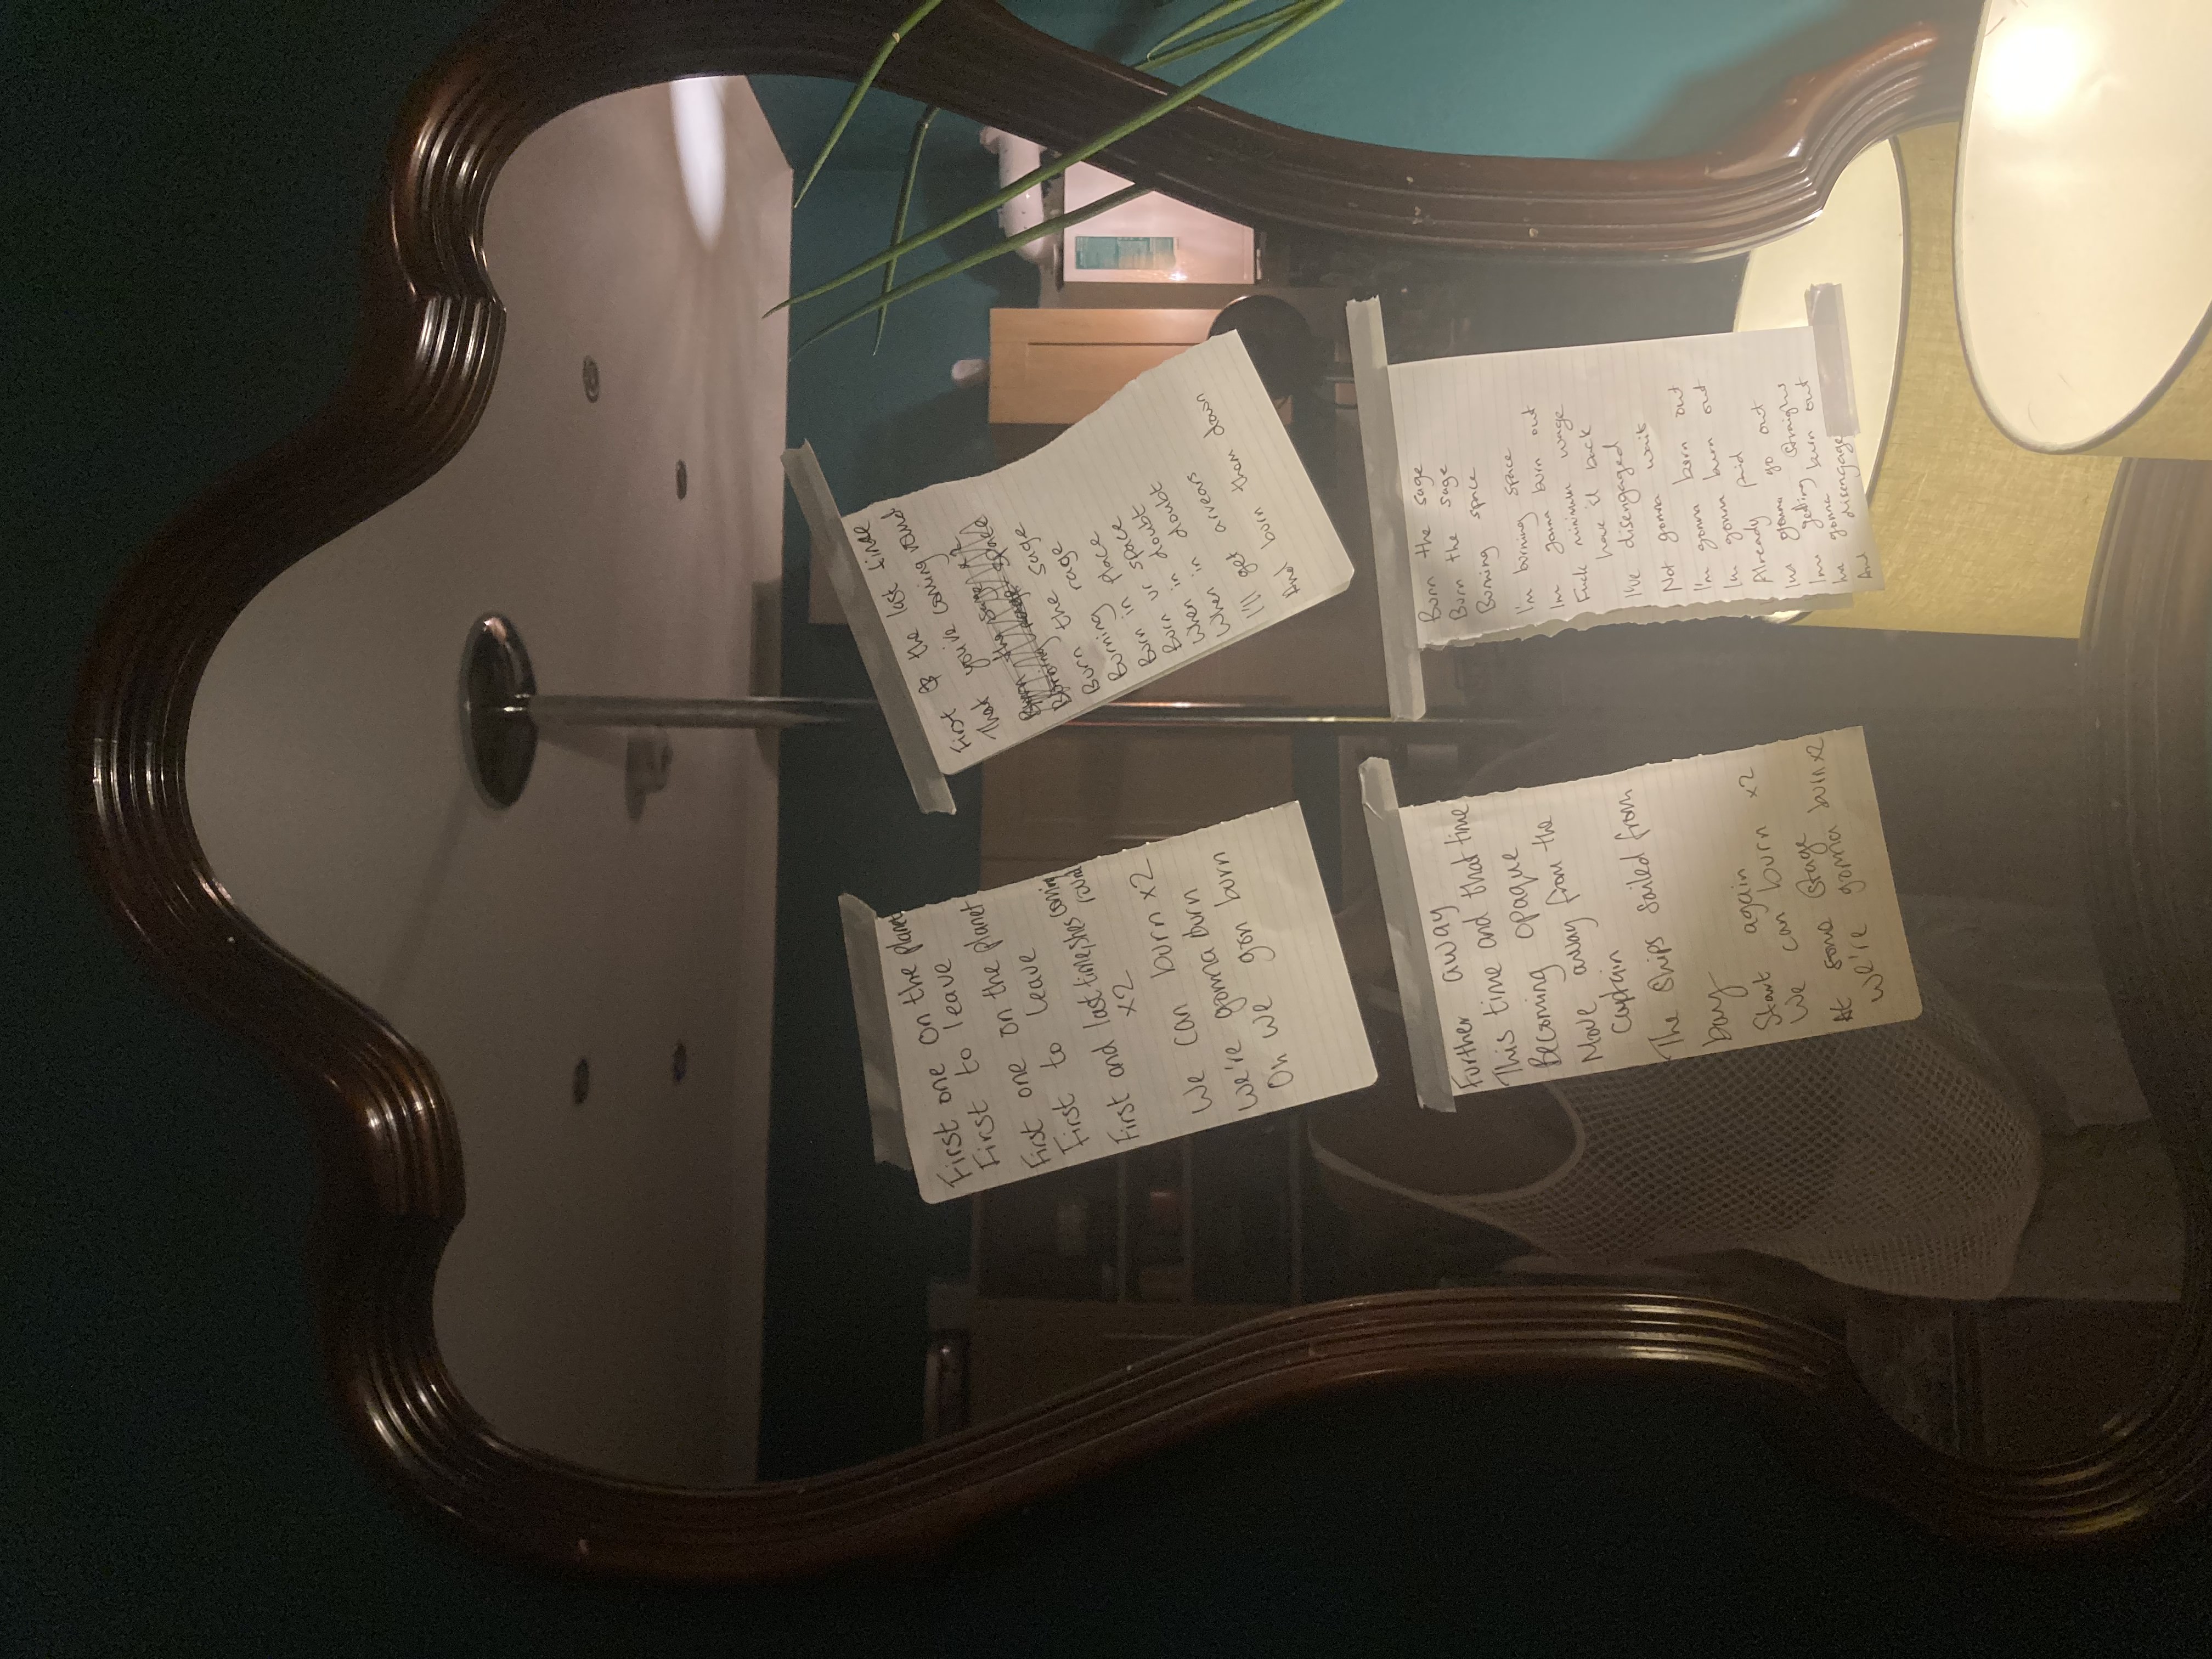 First one on the planet
First to leave
First one on the planet
First to leave
First and last time, shes coming
round
x2
We can burn x2
We're gonna burn
Oh we gon burn
First & the last time
That you're coming round
Burn the sage x2
Burning rage space
Burn the sage
Burning rage
Burn in place
Burn ur space
When in doubt
When in doubt
I'll get arrears
And burn them down
Further away
This time and that time
Becoming opaque
Move away from the
Captain
The ships sailed from
bay
Start again
We can burn x2
At some stage
We're gonna burn x2
Burn the sage
Burn the sage
Burning space
I'm burning space
Im gonna burn out
Fuck minimum wage
have it back
I've disengaged
Not gonna wait
I'm gonna burn out
Im gonna burn out
Already paid
Im gonna go out
Im getting straight
Im gonna burn out
And disengage